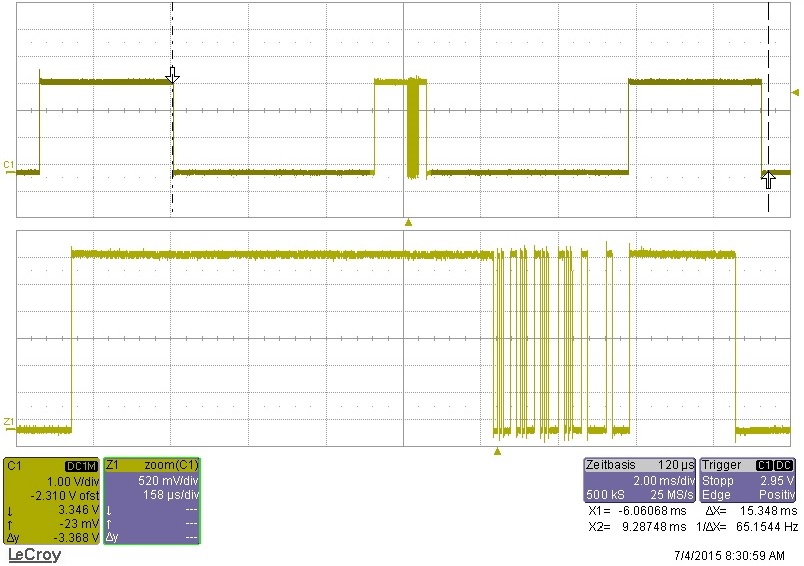 C1
Z1
C1 DC1M
1.00 V/div
-2.310 V ofst
↓ 3.346 V
↑ -23 mV
Δy -3.368 V
Z1 zoom(C1)
520 mV/div
158 µs/div
↓ ---
↑ ---
Δy ---
Zeitbasis 120 µs
2.00 ms/div
500 kS 25 MS/s
Trigger C1 DC
Stopp 2.95 V
Edge Positiv
X1= -6.06068 ms ΔX= 15.348 ms
X2= 9.28748 ms 1/ΔX= 65.1544 Hz
LeCroy
7/4/2015 8:30:59 AM